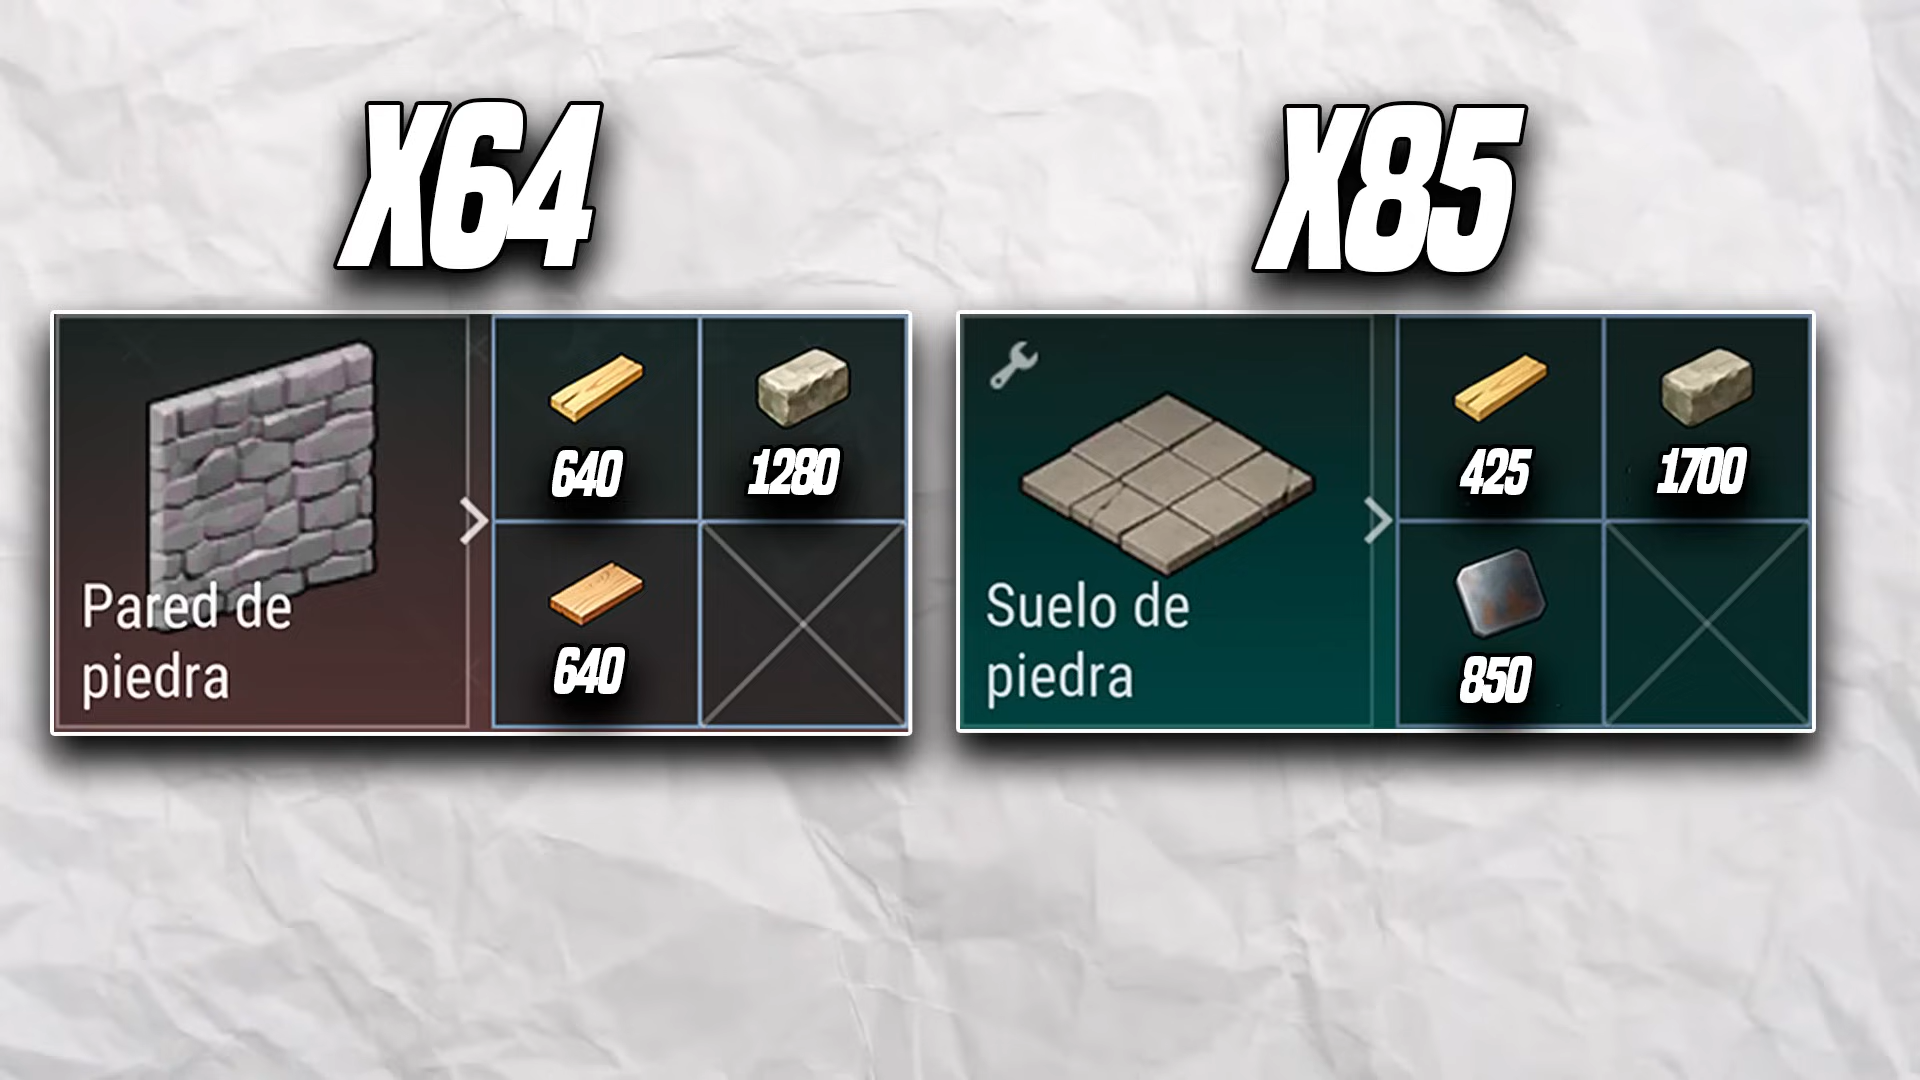 X64
X85
640
1280
Pared de
piedra
640
425
1700
Suelo de
piedra
850